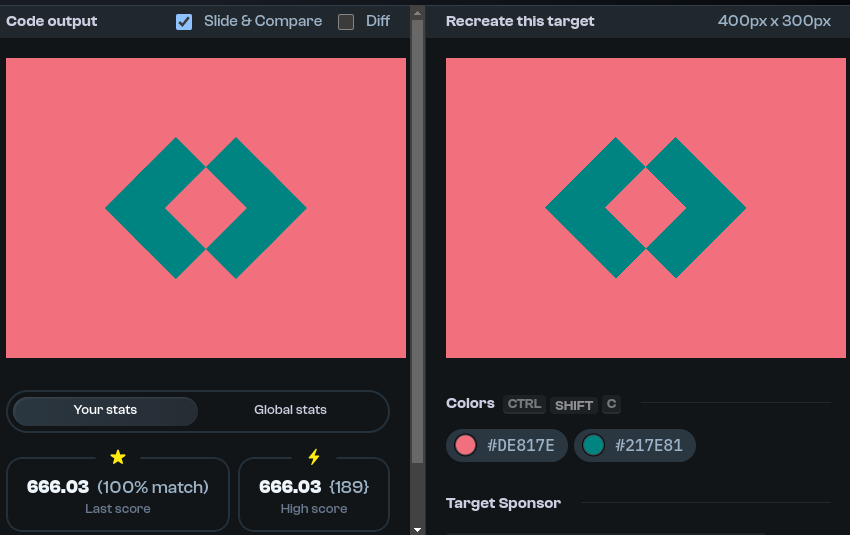 Code output
Slide & Compare
Diff
Recreate this target
400px x 300px
Your stats
Global stats
666.03 (100% match)
Last score
666.03 {189}
High score
Colors CTRL SHIFT C
#DE817E
#217E81
Target Sponsor